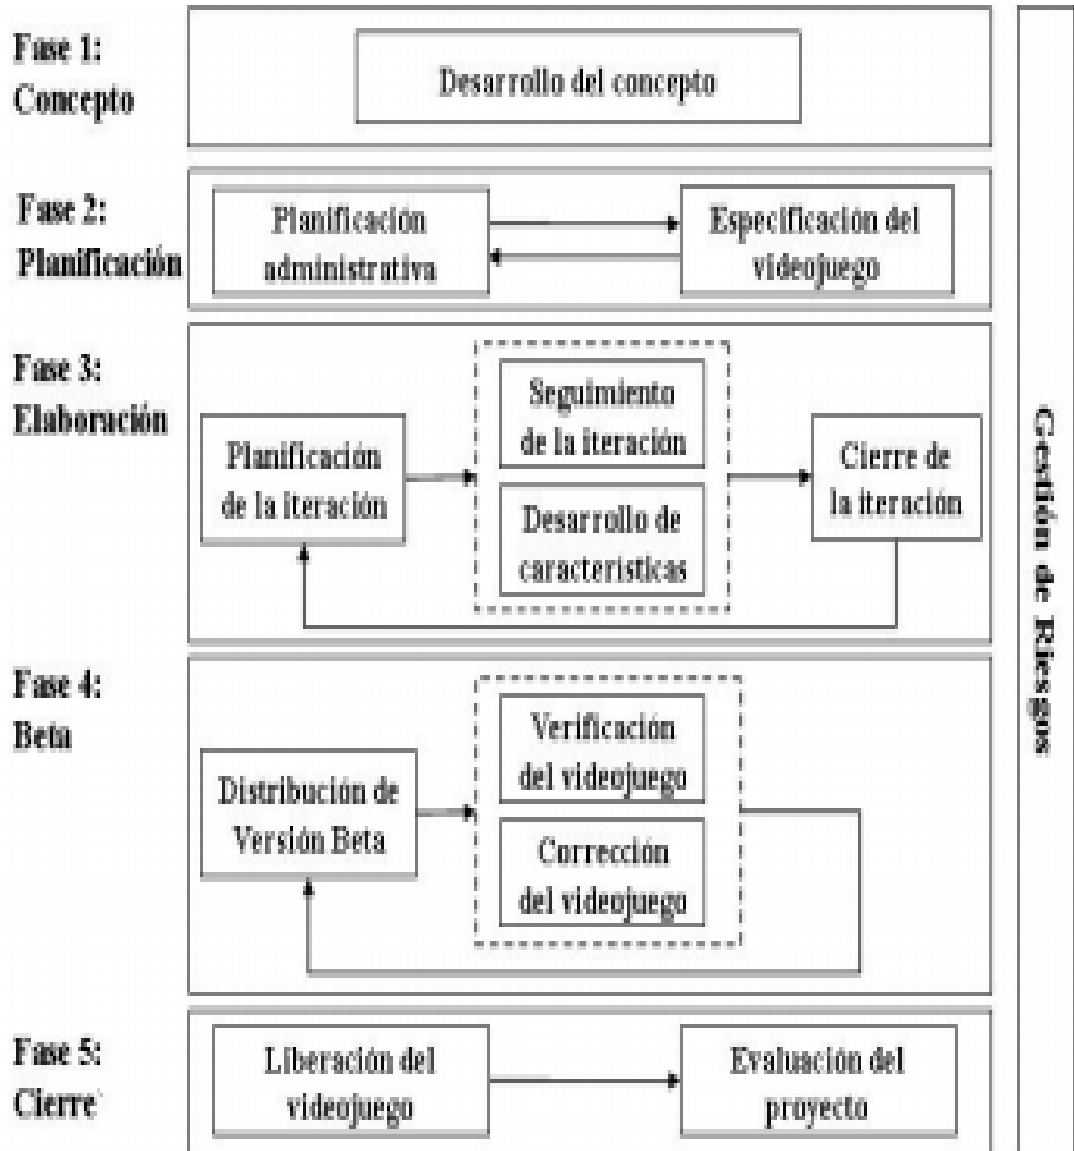 Fase 1:
Concepto
Desarrollo del concepto
Fase 2:
Planificación
Planificación
administrativa
Especificación del
videojuego
Fase 3:
Elaboración
Planificación
de la iteración
Seguimiento
de la iteración
Desarrollo de
características
Cierre de
la iteración
Fase 4:
Beta
Distribución de
Versión Beta
Verificación
del videojuego
Corrección
del videojuego
Fase 5:
Cierre
Liberación del
videojuego
Evaluación del
proyecto
Gestión de Riesgos